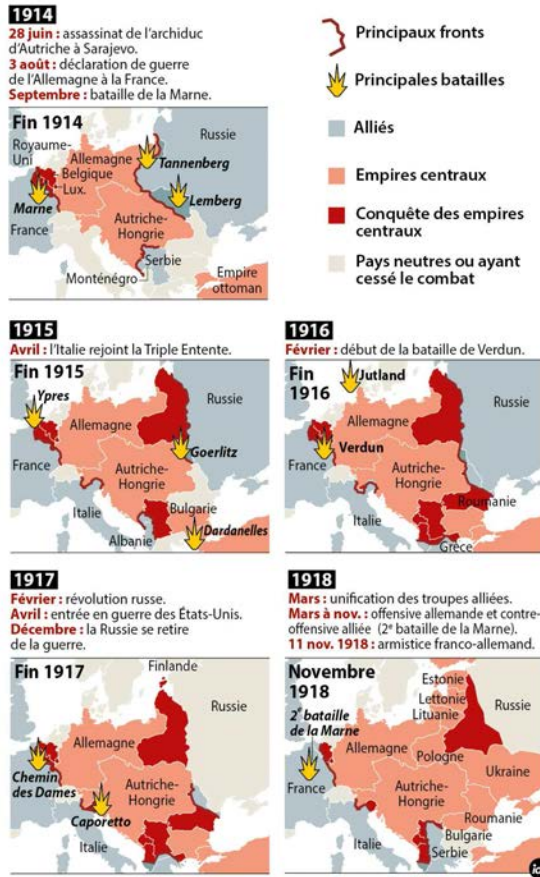 1914
28 juin : assassinat de l'archiduc
d'Autriche à Sarajevo.
3 août : déclaration de guerre
de l'Allemagne à la France.
Septembre : bataille de la Marne.
Fin 1914
Royaume-
Uni
Allemagne
Belgique
Lux.
Marne
France
Russie
Tannenberg
Lemberg
Autriche-
Hongrie
Serbie
Monténégro
Empire
ottoman
Principaux fronts
Principales batailles
Alliés
Empires centraux
Conquête des empires
centraux
Pays neutres ou ayant
cessé le combat
1915
Avril : l'Italie rejoint la Triple Entente.
Fin 1915
Ypres
Allemagne
Russie
France
Goerlitz
Autriche-
Hongrie
Italie
Bulgarie
Albanie
Dardanelles
1916
Février : début de la bataille de Verdun.
Fin
1916
Jutland
Russie
Allemagne
France
Verdun
Autriche-
Hongrie
Roumanie
Italie
Grèce
1917
Février : révolution russe.
Avril : entrée en guerre des États-Unis.
Décembre : la Russie se retire
de la guerre.
Fin 1917
Finlande
Russie
Allemagne
Chemin
des Dames
Autriche-
Hongrie
Caporetto
Italie
1918
Mars : unification des troupes alliées.
Mars à nov. : offensive allemande et contre-
offensive alliée (2e bataille de la Marne).
11 nov. 1918 : armistice franco-allemand.
Novembre
1918
2e bataille
de la Marne
Estonie
Lettonie
Lituanie
Russie
Allemagne
Pologne
Ukraine
France
Autriche-
Hongrie
Roumanie
Italie
Bulgarie
Serbie
idé